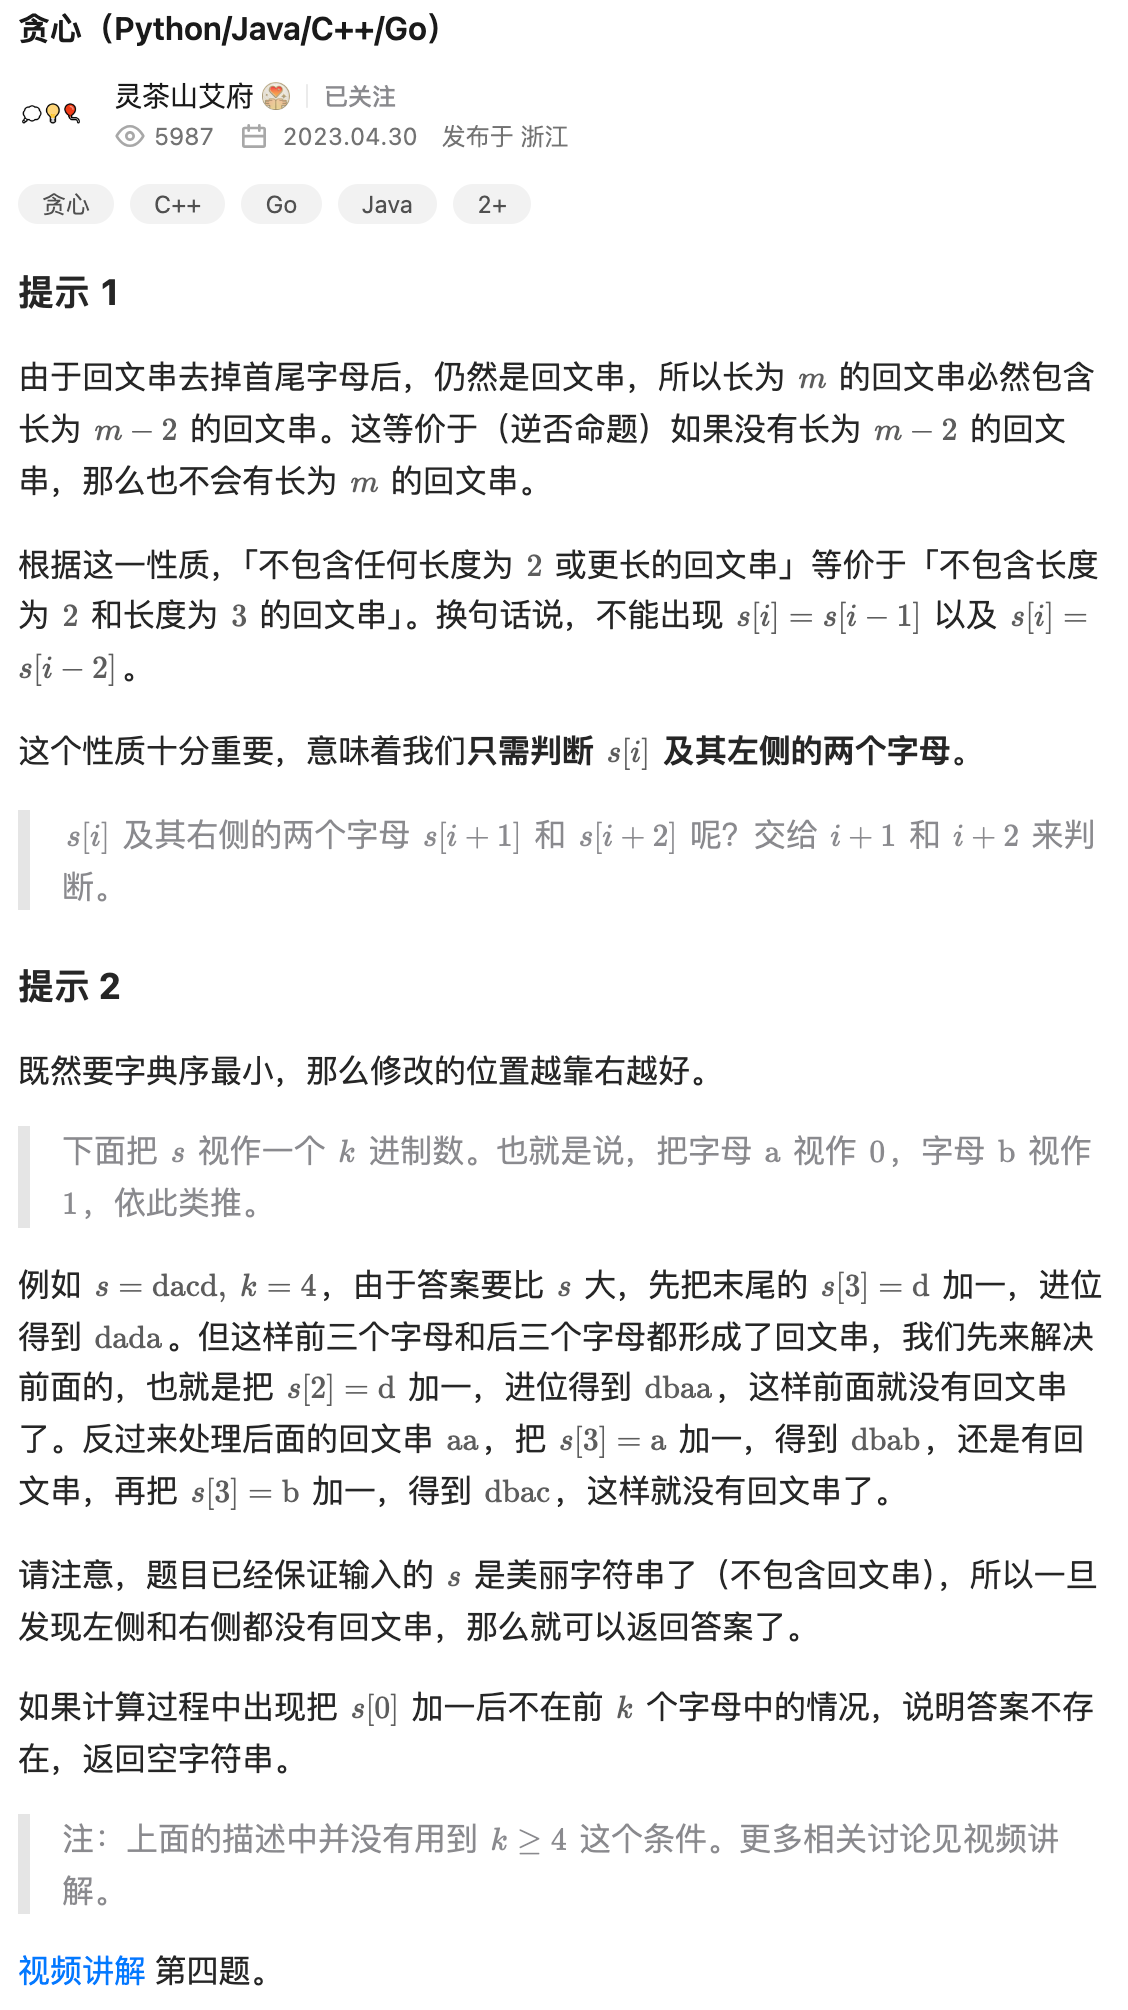 贪心（Python/Java/C++/Go）
灵茶山艾府 已关注
5987 2023.04.30 发布于 浙江
贪心 C++ Go Java 2+
提示 1
由于回文串去掉首尾字母后，仍然是回文串，所以长为 m 的回文串必然包含
长为 m − 2 的回文串。这等价于（逆否命题）如果没有长为 m − 2 的回文
串，那么也不会有长为 m 的回文串。
根据这一性质，「不包含任何长度为 2 或更长的回文串」等价于「不包含长度
为 2 和长度为 3 的回文串」。换句话说，不能出现 s[i] = s[i − 1] 以及 s[i] =
s[i − 2]。
这个性质十分重要，意味着我们只需判断 s[i] 及其左侧的两个字母。
s[i] 及其右侧的两个字母 s[i + 1] 和 s[i + 2] 呢？交给 i + 1 和 i + 2 来判
断。
提示 2
既然要字典序最小，那么修改的位置越靠右越好。
下面把 s 视作一个 k 进制数。也就是说，把字母 a 视作 0，字母 b 视作
1，依此类推。
例如 s = dacd, k = 4，由于答案要比 s 大，先把末尾的 s[3] = d 加一，进位
得到 dada。但这样前三个字母和后三个字母都形成了回文串，我们先来解决
前面的，也就是把 s[2] = d 加一，进位得到 dbaa，这样前面就没有回文串
了。反过来处理后面的回文串 aa，把 s[3] = a 加一，得到 dbab，还是有回
文串，再把 s[3] = b 加一，得到 dbac，这样就没有回文串了。
请注意，题目已经保证输入的 s 是美丽字符串了（不包含回文串），所以一旦
发现左侧和右侧都没有回文串，那么就可以返回答案了。
如果计算过程中出现把 s[0] 加一后不在前 k 个字母中的情况，说明答案不存
在，返回空字符串。
注：上面的描述中并没有用到 k ≥ 4 这个条件。更多相关讨论见视频讲
解。
视频讲解 第四题。